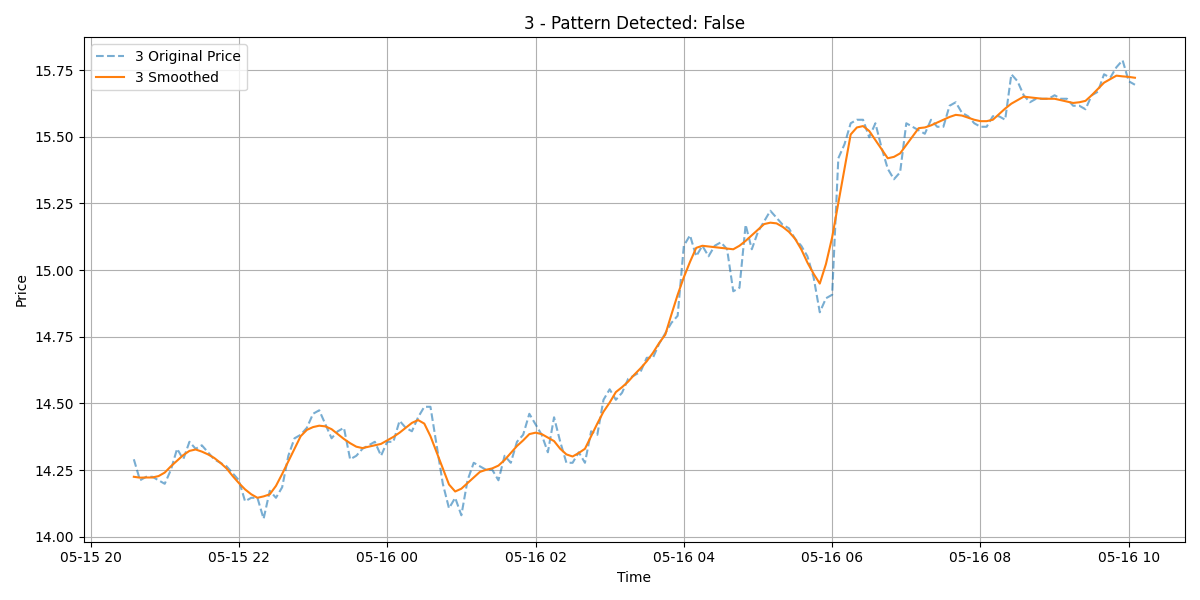 3 - Pattern Detected: False
3 Original Price
3 Smoothed
Price
15.75
15.50
15.25
15.00
14.75
14.50
14.25
14.00
05-15 20 05-15 22 05-16 00 05-16 02 05-16 04 05-16 06 05-16 08 05-16 10
Time